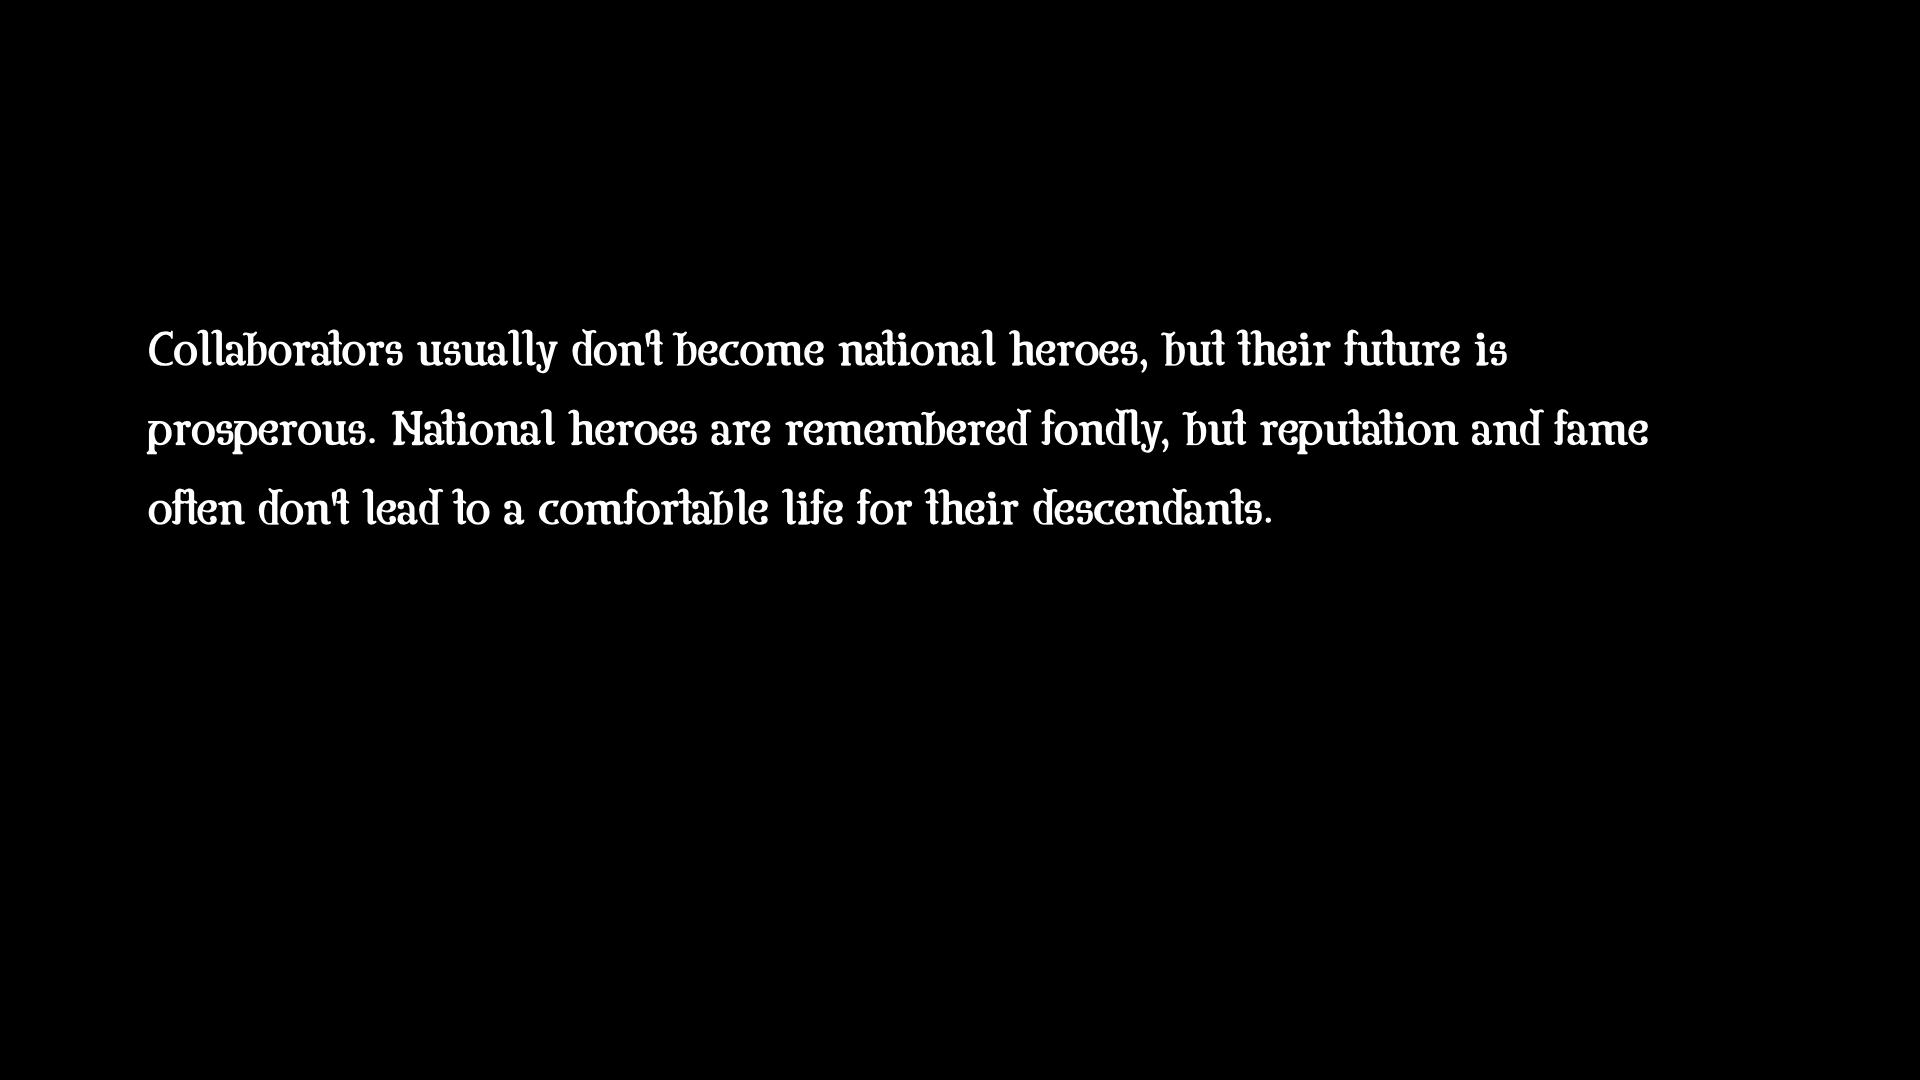 Collaborators usually don't become national heroes, but their future is
prosperous. National heroes are remembered fondly, but reputation and fame
often don't lead to a comfortable life for their descendants.